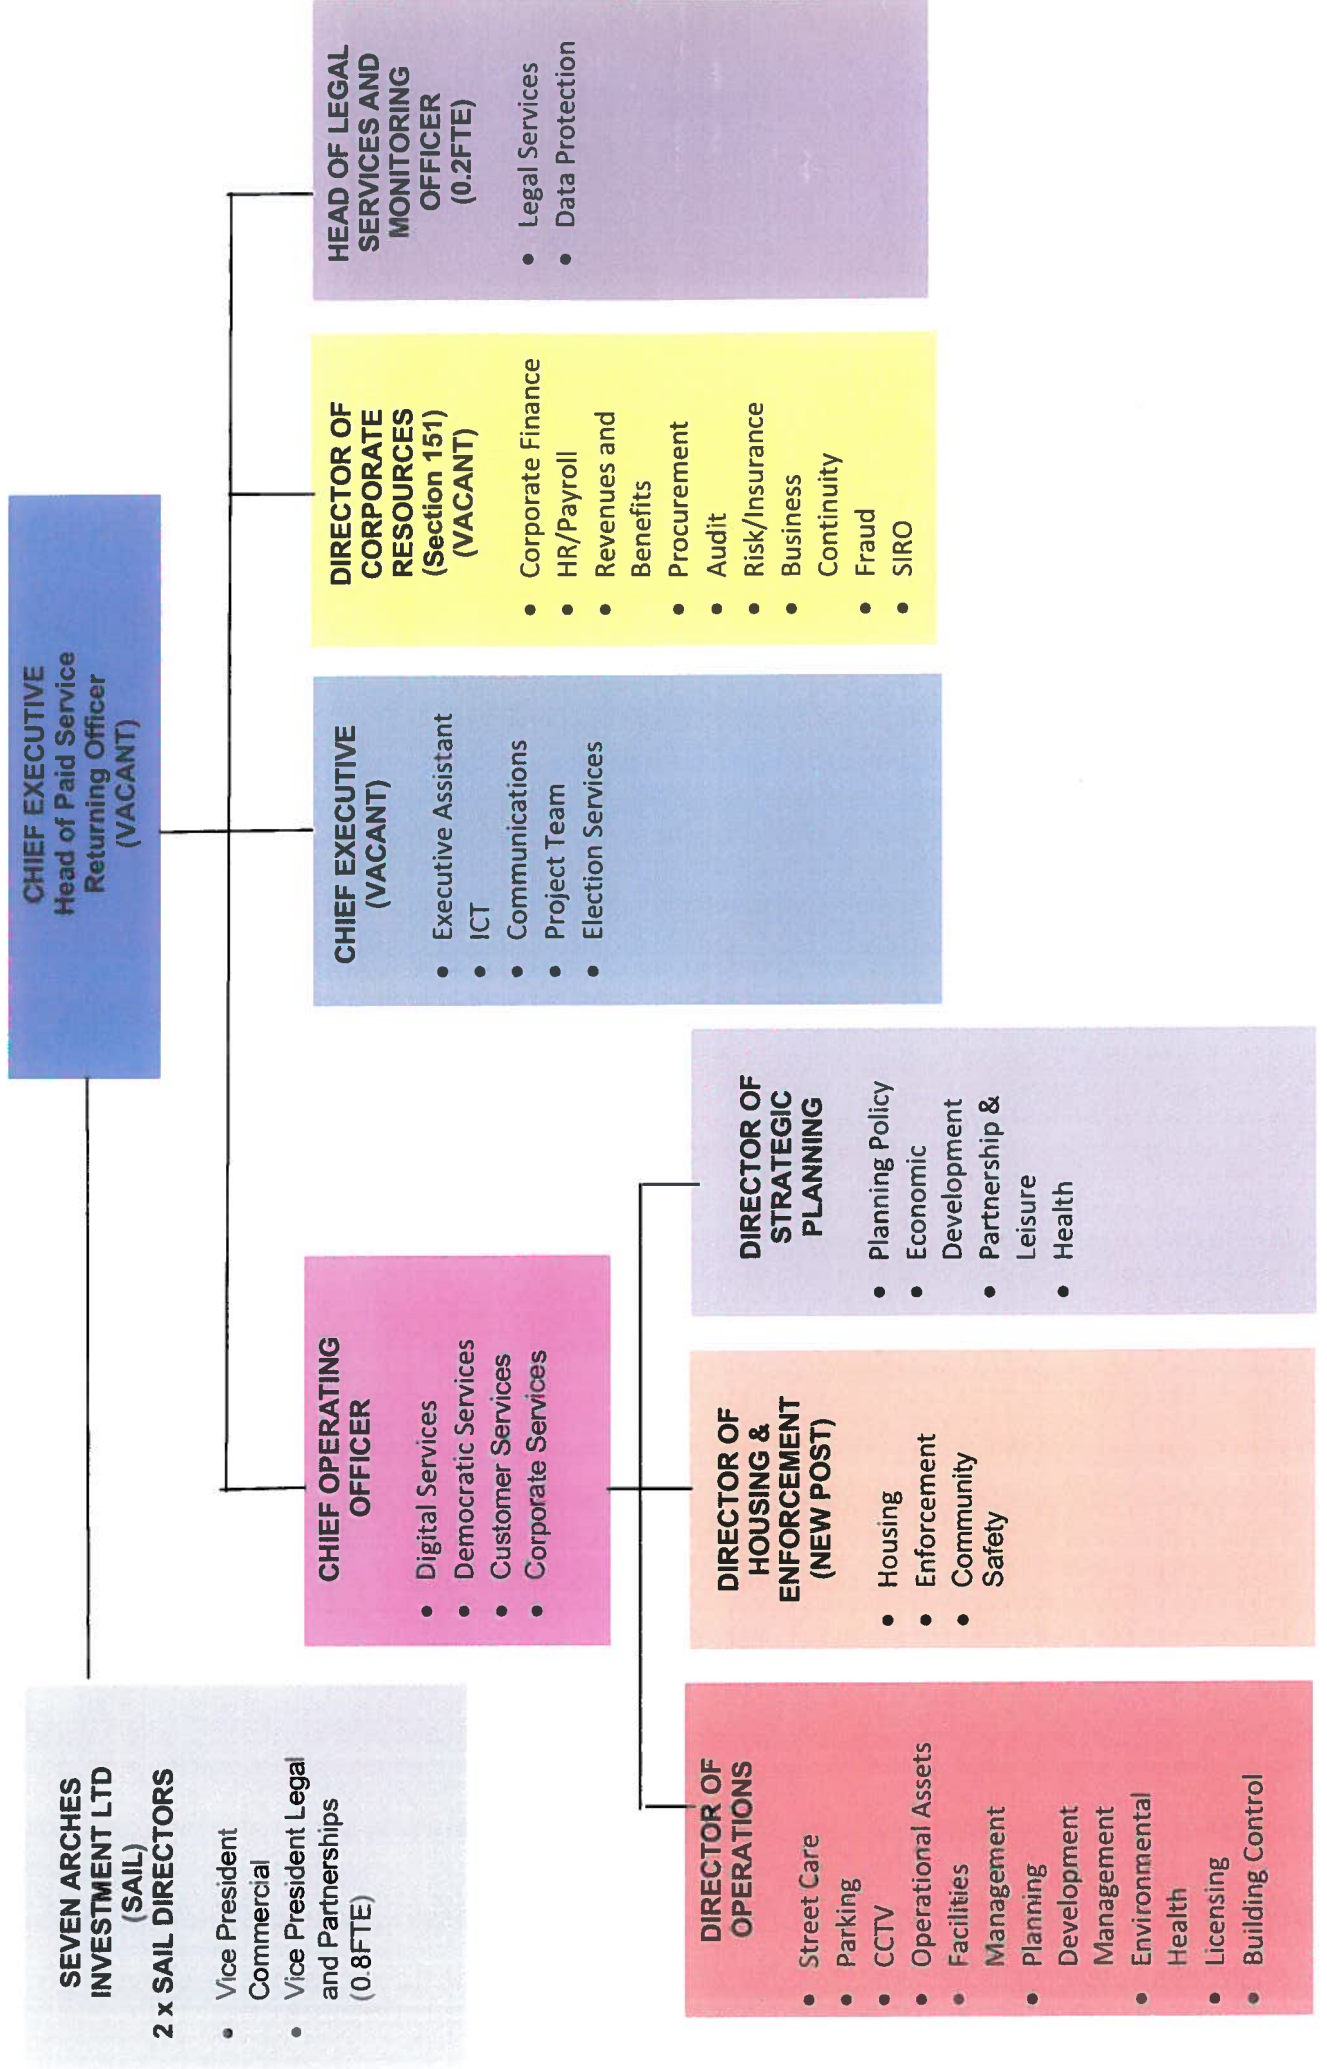 CHIEF EXECUTIVE
Head of Paid Service
Returning Officer
(VACANT)
SEVEN ARCHES
INVESTMENT LTD
(SAIL)
2 x SAIL DIRECTORS
• Vice President
Commercial
• Vice President Legal
and Partnerships
(0.8FTE)
CHIEF OPERATING
OFFICER
• Digital Services
• Democratic Services
• Customer Services
• Corporate Services
CHIEF EXECUTIVE
(VACANT)
• Executive Assistant
• ICT
• Communications
• Project Team
• Election Services
DIRECTOR OF
CORPORATE
RESOURCES
(Section 151)
(VACANT)
• Corporate Finance
• HR/Payroll
• Revenues and
Benefits
• Procurement
• Audit
• Risk/Insurance
• Business
Continuity
• Fraud
• SIRO
HEAD OF LEGAL
SERVICES AND
MONITORING
OFFICER
(0.2FTE)
• Legal Services
• Data Protection
DIRECTOR OF
OPERATIONS
• Street Care
• Parking
• CCTV
• Operational Assets
• Facilities
Management
• Planning
Development
Management
• Environmental
Health
• Licensing
• Building Control
DIRECTOR OF
HOUSING &
ENFORCEMENT
(NEW POST)
• Housing
• Enforcement
• Community
Safety
DIRECTOR OF
STRATEGIC
PLANNING
• Planning Policy
• Economic
Development
• Partnership &
Leisure
• Health